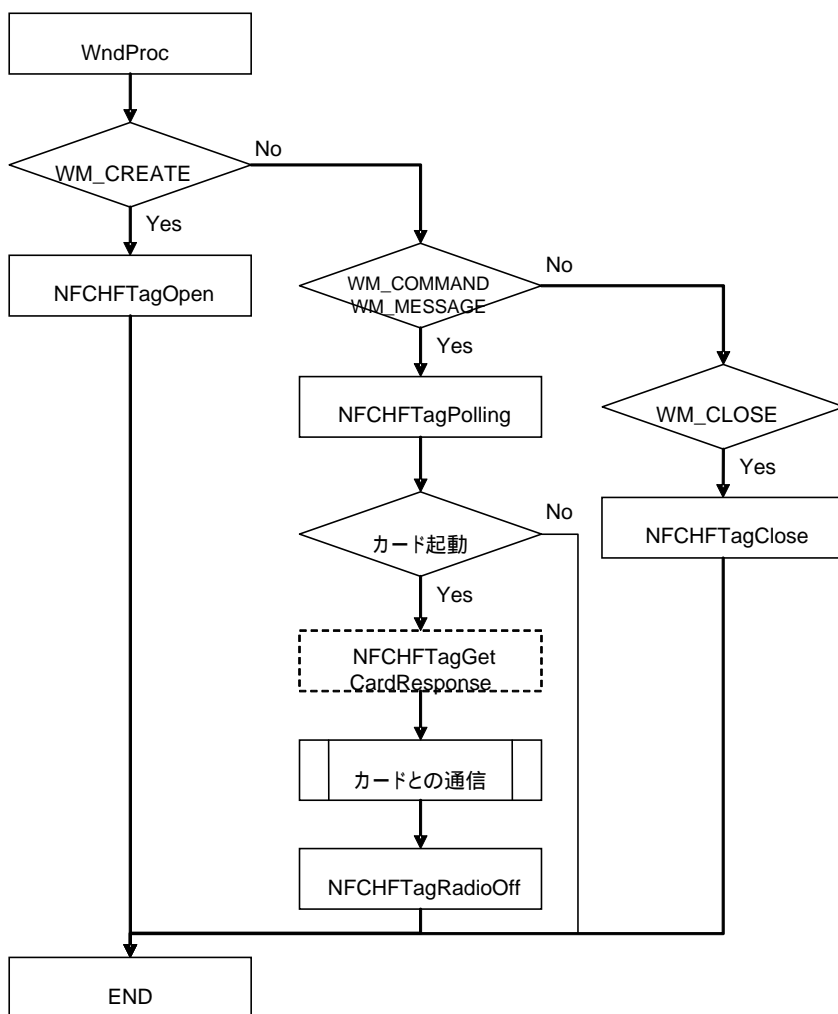 WndProc
WM_CREATE
No
Yes
NFCHFTagOpen
WM_COMMAND
WM_MESSAGE
No
Yes
NFCHFTagPolling
WM_CLOSE
Yes
カード起動
No
NFCHFTagClose
Yes
NFCHFTagGet
CardResponse
カードとの通信
NFCHFTagRadioOff
END